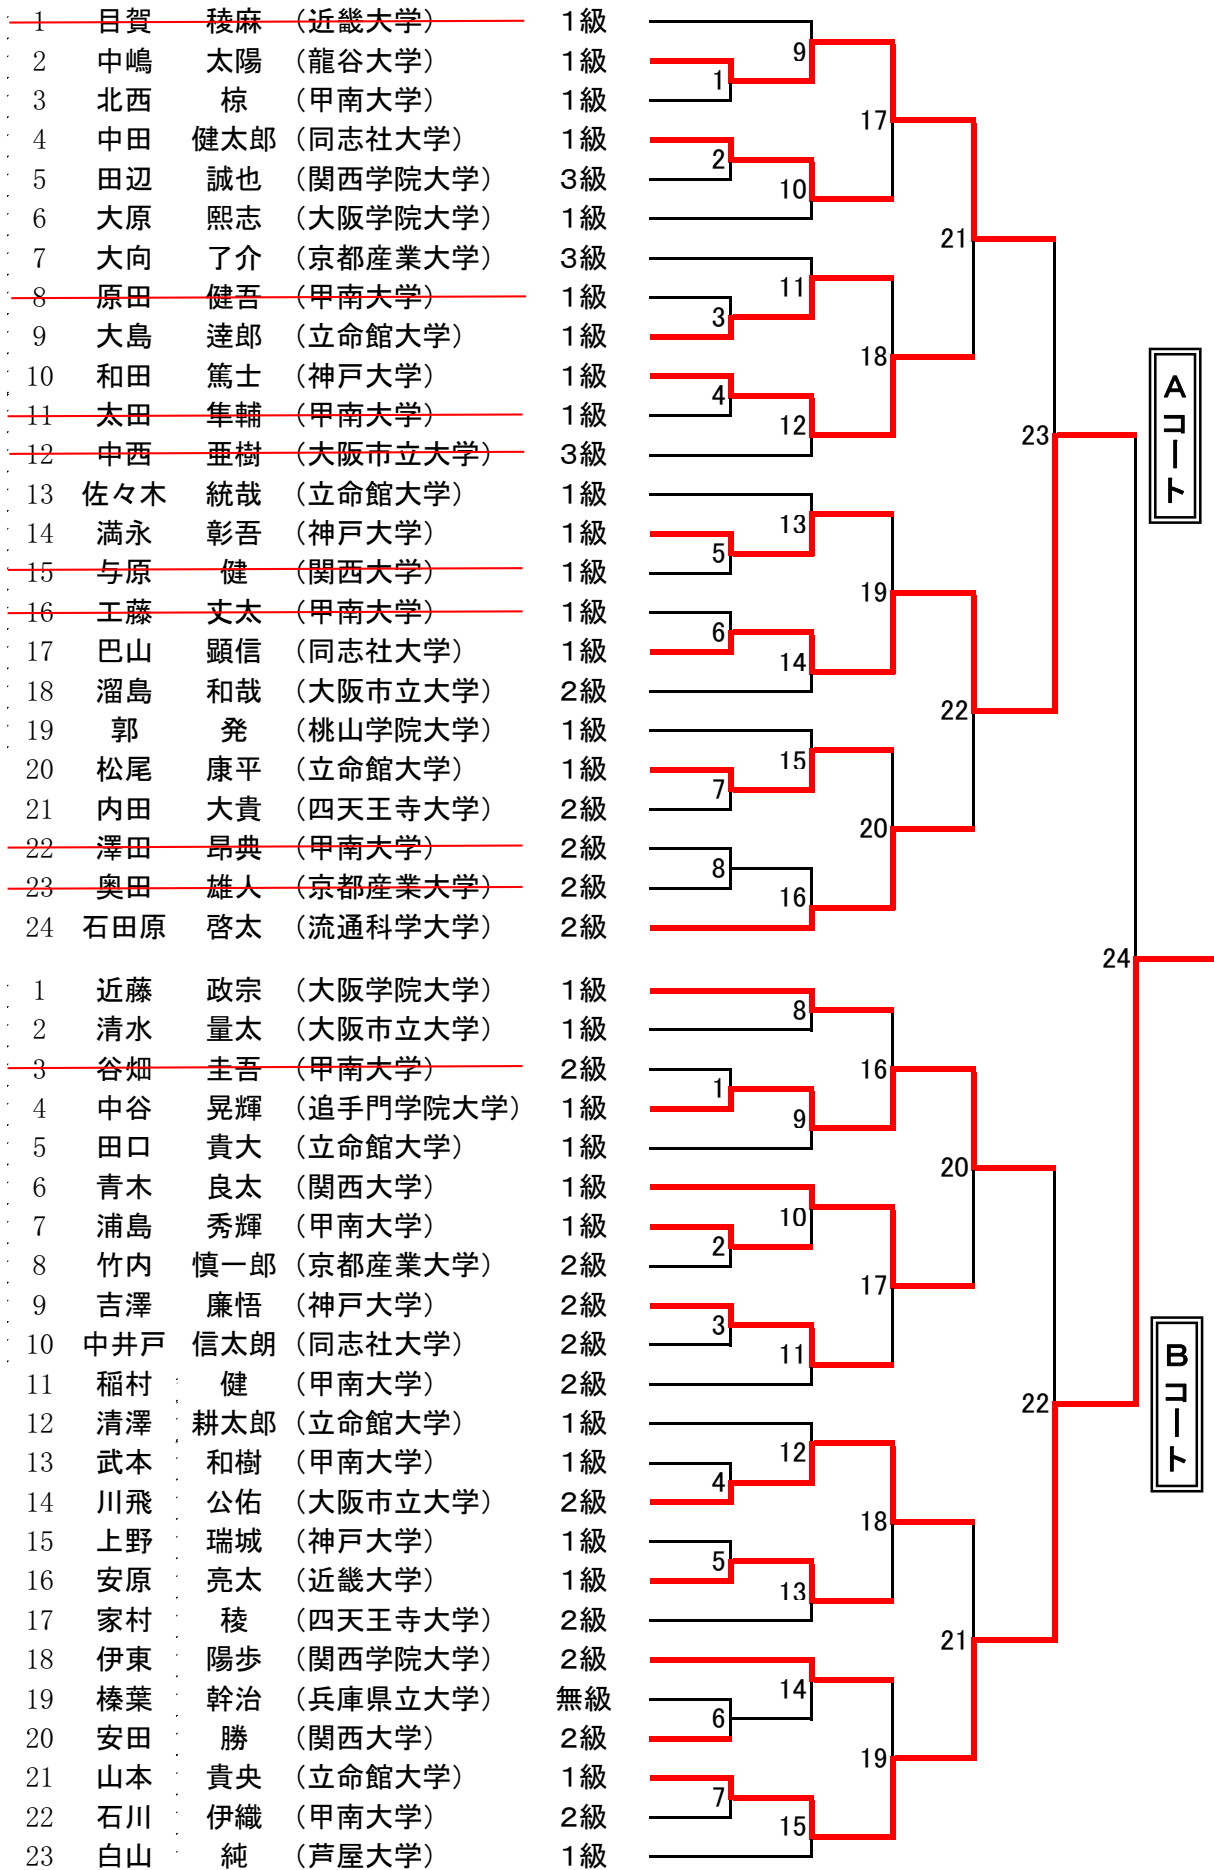 1 目賀 稜麻 (近畿大学) 1級
2 中嶋 太陽 (龍谷大学) 1級
3 北西 椋 (甲南大学) 1級
4 中田 健太郎 (同志社大学) 1級
5 田辺 誠也 (関西学院大学) 3級
6 大原 熙志 (大阪学院大学) 1級
7 大向 了介 (京都産業大学) 3級
8 原田 健吾 (甲南大学) 1級
9 大島 達郎 (立命館大学) 1級
10 和田 篤士 (神戸大学) 1級
11 太田 隼輔 (甲南大学) 1級
12 中西 亜樹 (大阪市立大学) 3級
13 佐々木 統哉 (立命館大学) 1級
14 満永 彰吾 (神戸大学) 1級
15 与原 健 (関西大学) 1級
16 工藤 丈太 (甲南大学) 1級
17 巴山 顕信 (同志社大学) 1級
18 溜島 和哉 (大阪市立大学) 2級
19 郭 発 (桃山学院大学) 1級
20 松尾 康平 (立命館大学) 1級
21 内田 大貴 (四天王寺大学) 2級
22 澤田 昂典 (甲南大学) 2級
23 奥田 雄人 (京都産業大学) 2級
24 石田原 啓太 (流通科学大学) 2級
1
2
3
4
5
6
7
8
9
10
11
12
13
14
15
16
17
18
19
20
21
22
23
24
Aコート
1 近藤 政宗 (大阪学院大学) 1級
2 清水 量太 (大阪市立大学) 1級
3 谷畑 圭吾 (甲南大学) 2級
4 中谷 晃輝 (追手門学院大学) 1級
5 田口 貴大 (立命館大学) 1級
6 青木 良太 (関西大学) 1級
7 浦島 秀輝 (甲南大学) 1級
8 竹内 慎一郎 (京都産業大学) 2級
9 吉澤 廉悟 (神戸大学) 2級
10 中井戸 信太朗 (同志社大学) 2級
11 稲村 健 (甲南大学) 2級
12 清澤 耕太郎 (立命館大学) 1級
13 武本 和樹 (甲南大学) 1級
14 川飛 公佑 (大阪市立大学) 2級
15 上野 瑞城 (神戸大学) 1級
16 安原 亮太 (近畿大学) 1級
17 家村 稜 (四天王寺大学) 2級
18 伊東 陽歩 (関西学院大学) 2級
19 榛葉 幹治 (兵庫県立大学) 無級
20 安田 勝 (関西大学) 2級
21 山本 貴央 (立命館大学) 1級
22 石川 伊織 (甲南大学) 2級
23 白山 純 (芦屋大学) 1級
1
2
3
4
5
6
7
8
9
10
11
12
13
14
15
16
17
18
19
20
21
22
Bコート